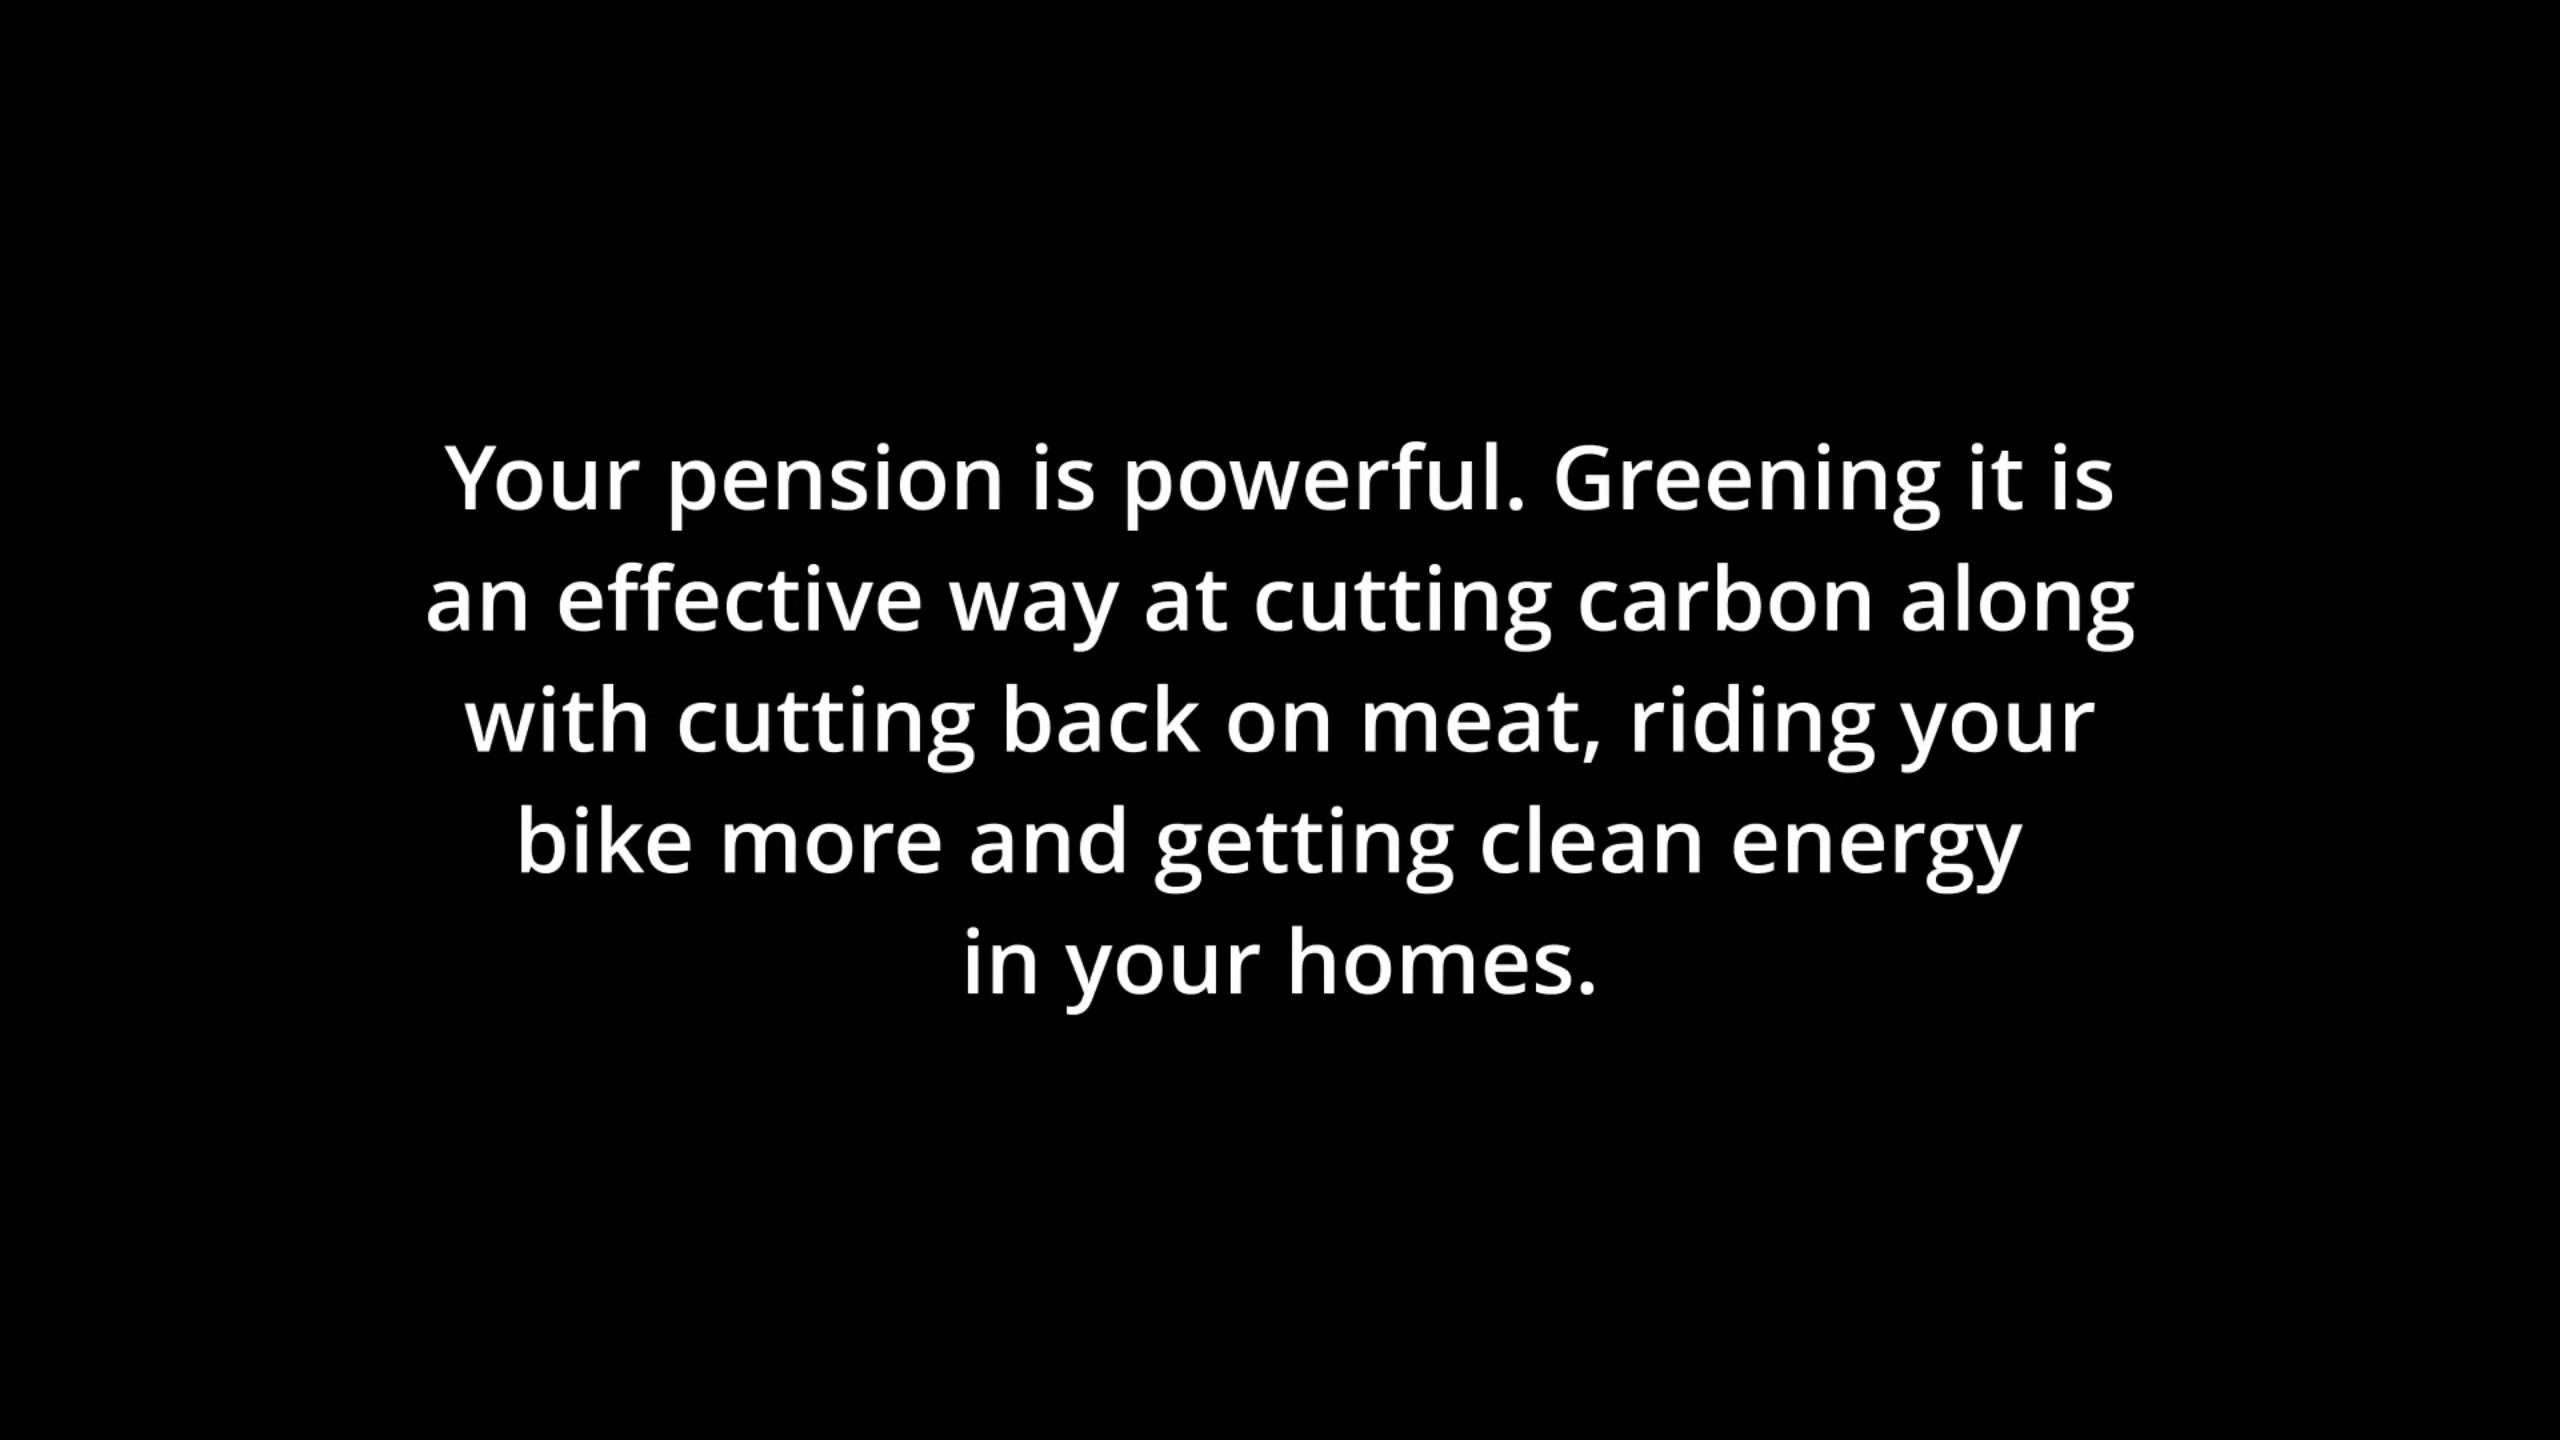 Your pension is powerful. Greening it is
an effective way at cutting carbon along
with cutting back on meat, riding your
bike more and getting clean energy
in your homes.